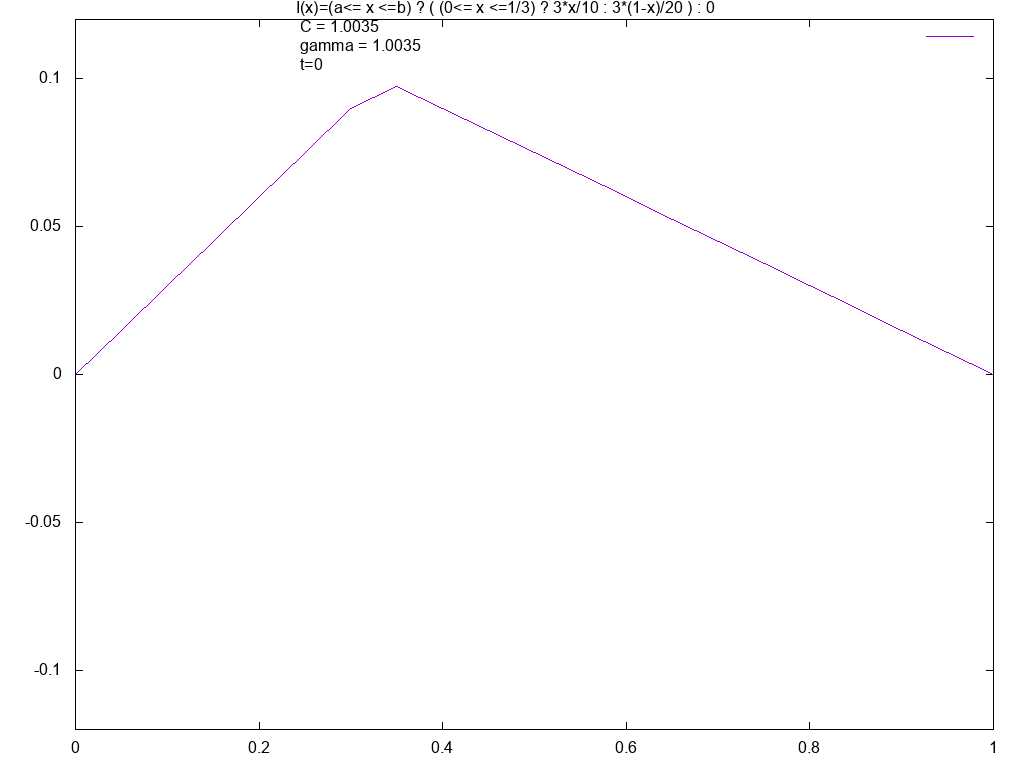 I(x)=(a<= x <=b) ? ( (0<= x <=1/3) ? 3*x/10 : 3*(1-x)/20 ) : 0
C = 1.0035
gamma = 1.0035
t=0
0.1
0.05
0
-0.05
-0.1
0 0.2 0.4 0.6 0.8 1